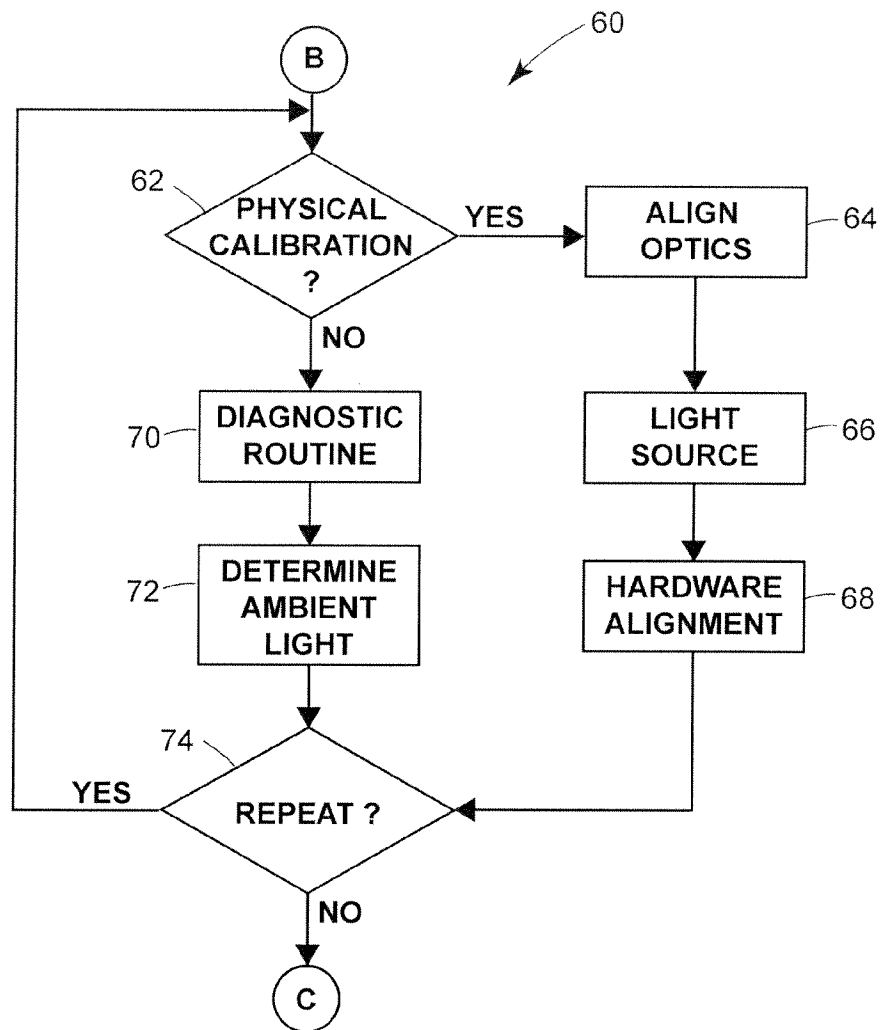 60
B
62
PHYSICAL
CALIBRATION
?
YES
ALIGN
OPTICS
64
NO
70
DIAGNOSTIC
ROUTINE
LIGHT
SOURCE
66
72
DETERMINE
AMBIENT
LIGHT
HARDWARE
ALIGNMENT
68
74
YES
REPEAT ?
NO
C